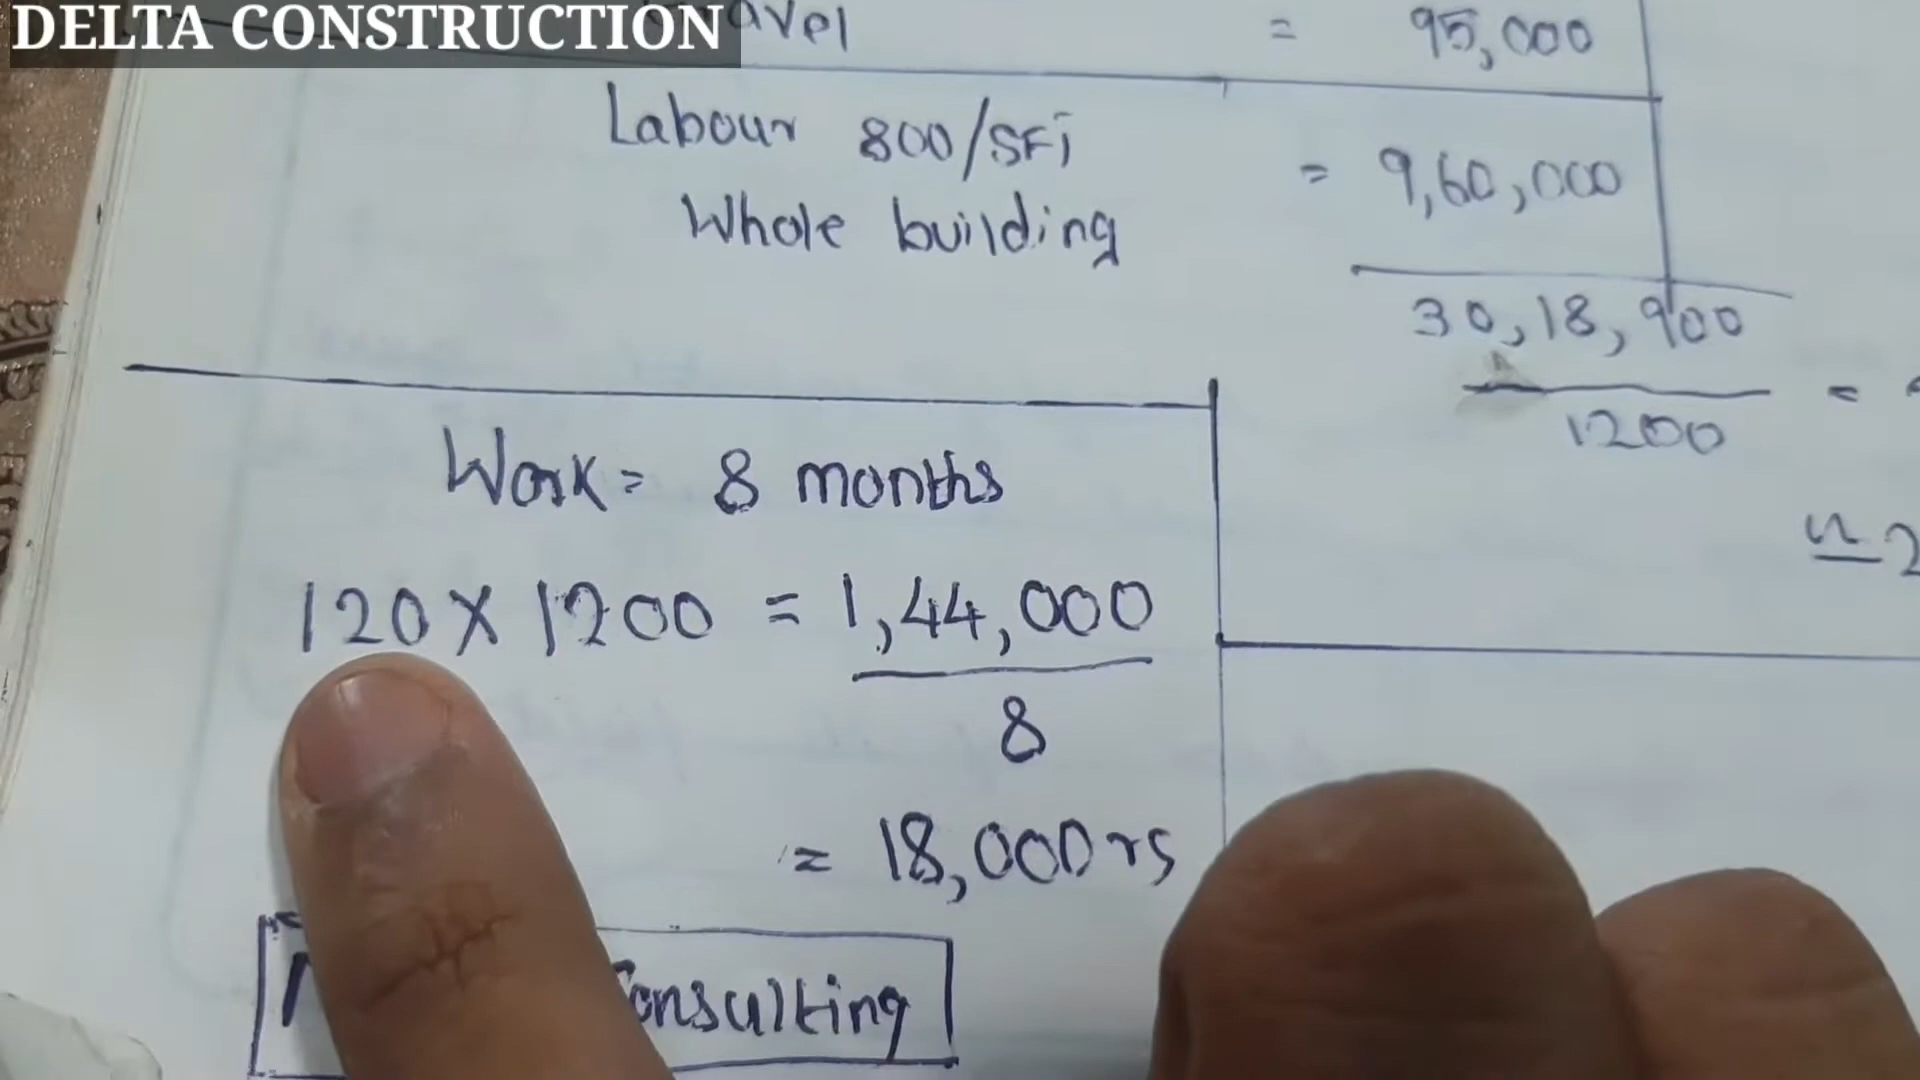 DELTA CONSTRUCTION
= 95,000
Labour 800/SFT
Whole building
= 9,60,000
30,18,900
1200
=
Work = 8 months
120 X 1200 = 1,44,000
8
= 18,000 rs
≃ 2